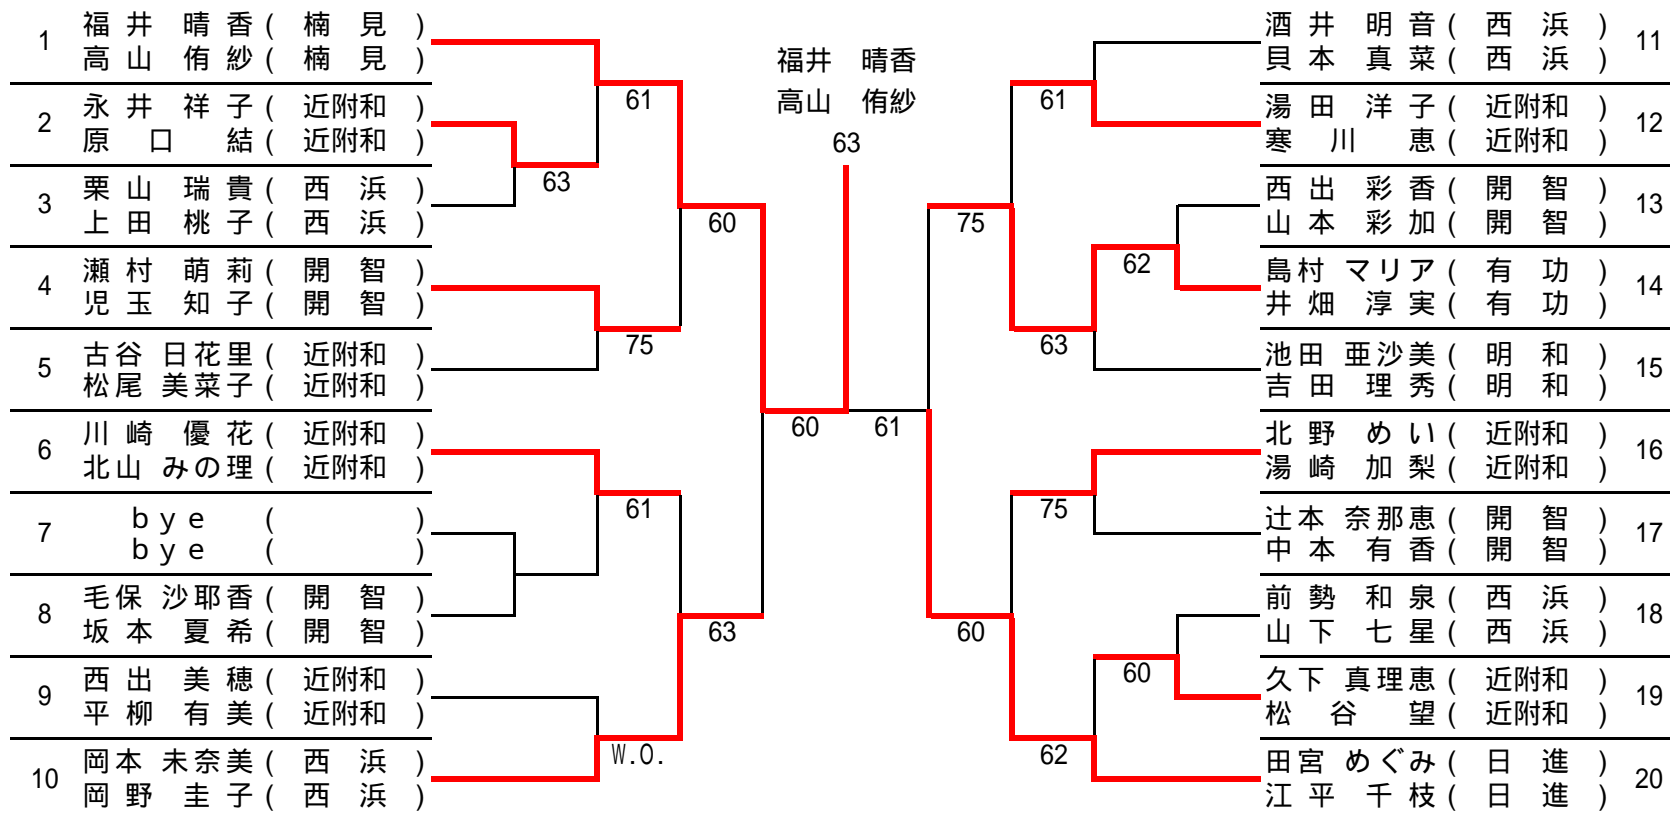 1 福井 晴香 ( 楠見 )
高山 侑紗 ( 楠見 )
2 永井 祥子 ( 近附和 )
原口 結 ( 近附和 )
3 栗山 瑞貴 ( 西浜 )
上田 桃子 ( 西浜 )
4 瀬村 萌莉 ( 開智 )
児玉 知子 ( 開智 )
5 古谷 日花里 ( 近附和 )
松尾 美菜子 ( 近附和 )
6 川崎 優花 ( 近附和 )
北山 みの理 ( 近附和 )
7 bye ( )
bye ( )
8 毛保 沙耶香 ( 開智 )
坂本 夏希 ( 開智 )
9 西出 美穂 ( 近附和 )
平柳 有美 ( 近附和 )
10 岡本 未奈美 ( 西浜 )
岡野 圭子 ( 西浜 )
61
63
75
61
W.O.
60
63
60
福井 晴香
高山 侑紗
63
61
75
60
61
63
75
62
62
60
酒井 明音 ( 西浜 ) 11
貝本 真菜 ( 西浜 )
湯田 洋子 ( 近附和 ) 12
寒川 恵 ( 近附和 )
西出 彩香 ( 開智 ) 13
山本 彩加 ( 開智 )
島村 マリア ( 有功 ) 14
井畑 淳実 ( 有功 )
池田 亜沙美 ( 明和 ) 15
吉田 理秀 ( 明和 )
北野 めい ( 近附和 ) 16
湯崎 加梨 ( 近附和 )
辻本 奈那恵 ( 開智 ) 17
中本 有香 ( 開智 )
前勢 和泉 ( 西浜 ) 18
山下 七星 ( 西浜 )
久下 真理恵 ( 近附和 ) 19
松谷 望 ( 近附和 )
田宮 めぐみ ( 日進 ) 20
江平 千枝 ( 日進 )